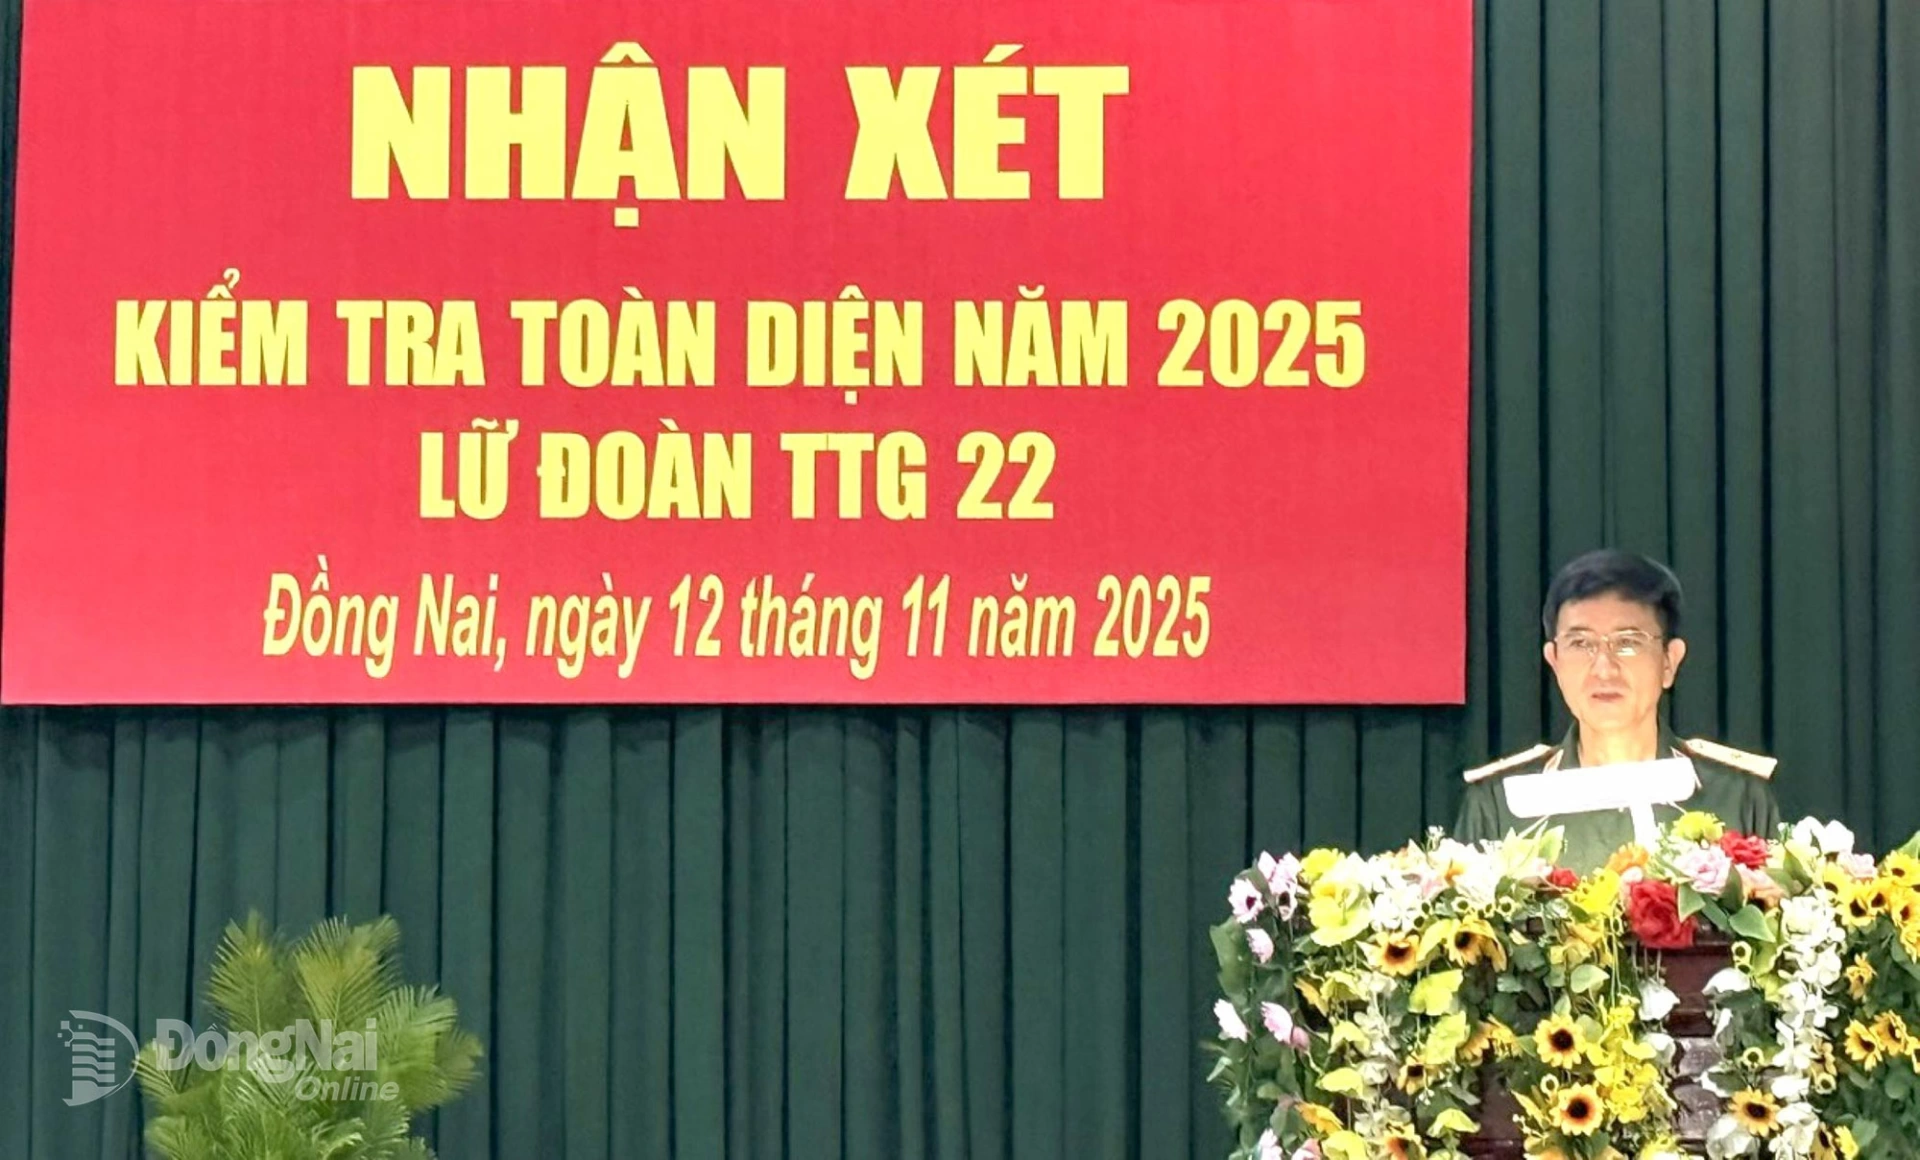 NHẬN XÉT
KIỂM TRA TOÀN DIỆN NĂM 2025
LỮ ĐOÀN TTG 22
Đồng Nai, ngày 12 tháng 11 năm 2025
ĐồngNai
Online